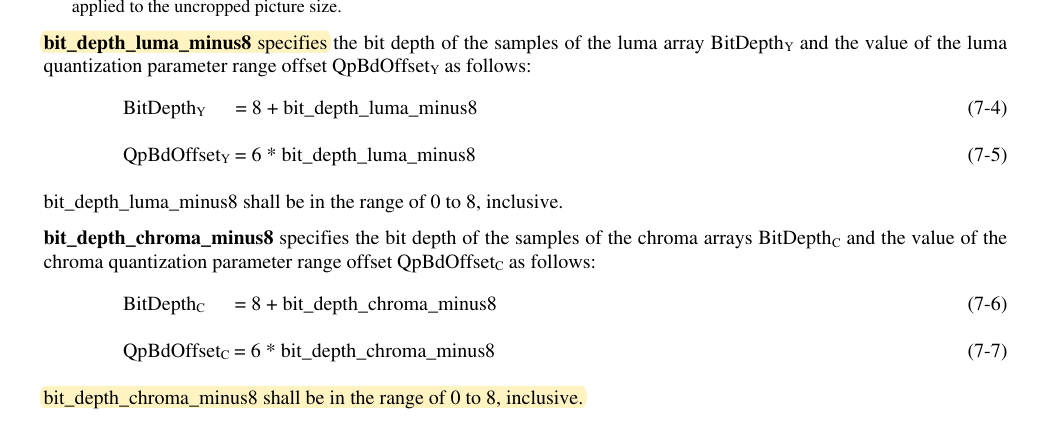 applied to the uncropped picture size.
bit_depth_luma_minus8 specifies the bit depth of the samples of the luma array BitDepthY and the value of the luma
quantization parameter range offset QpBdOffsetY as follows:
BitDepthY = 8 + bit_depth_luma_minus8 (7-4)
QpBdOffsetY = 6 * bit_depth_luma_minus8 (7-5)
bit_depth_luma_minus8 shall be in the range of 0 to 8, inclusive.
bit_depth_chroma_minus8 specifies the bit depth of the samples of the chroma arrays BitDepthC and the value of the
chroma quantization parameter range offset QpBdOffsetC as follows:
BitDepthC = 8 + bit_depth_chroma_minus8 (7-6)
QpBdOffsetC = 6 * bit_depth_chroma_minus8 (7-7)
bit_depth_chroma_minus8 shall be in the range of 0 to 8, inclusive.